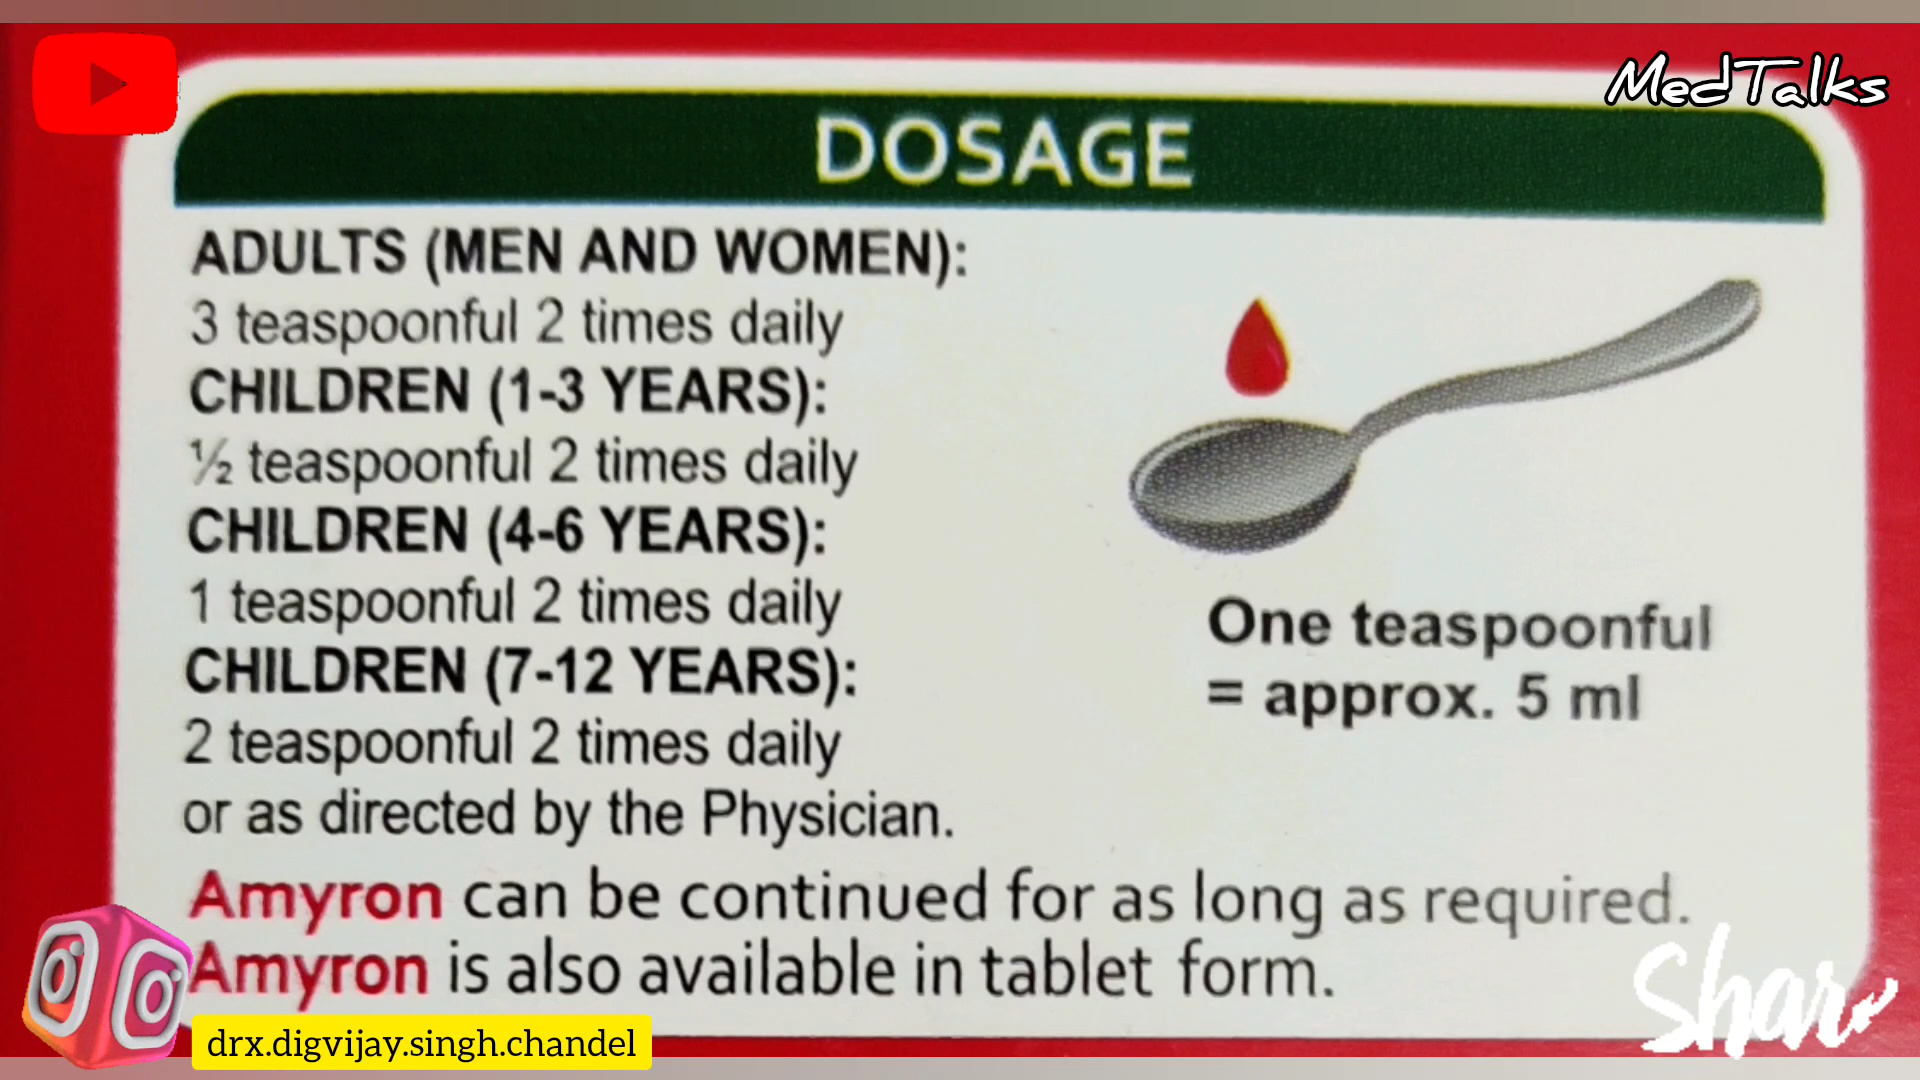 MedTalks
DOSAGE
ADULTS (MEN AND WOMEN):
3 teaspoonful 2 times daily
CHILDREN (1-3 YEARS):
½ teaspoonful 2 times daily
CHILDREN (4-6 YEARS):
1 teaspoonful 2 times daily
CHILDREN (7-12 YEARS):
2 teaspoonful 2 times daily
or as directed by the Physician.
One teaspoonful
= approx. 5 ml
Amyron can be continued for as long as required.
Amyron is also available in tablet form.
drx.digvijay.singh.chandel